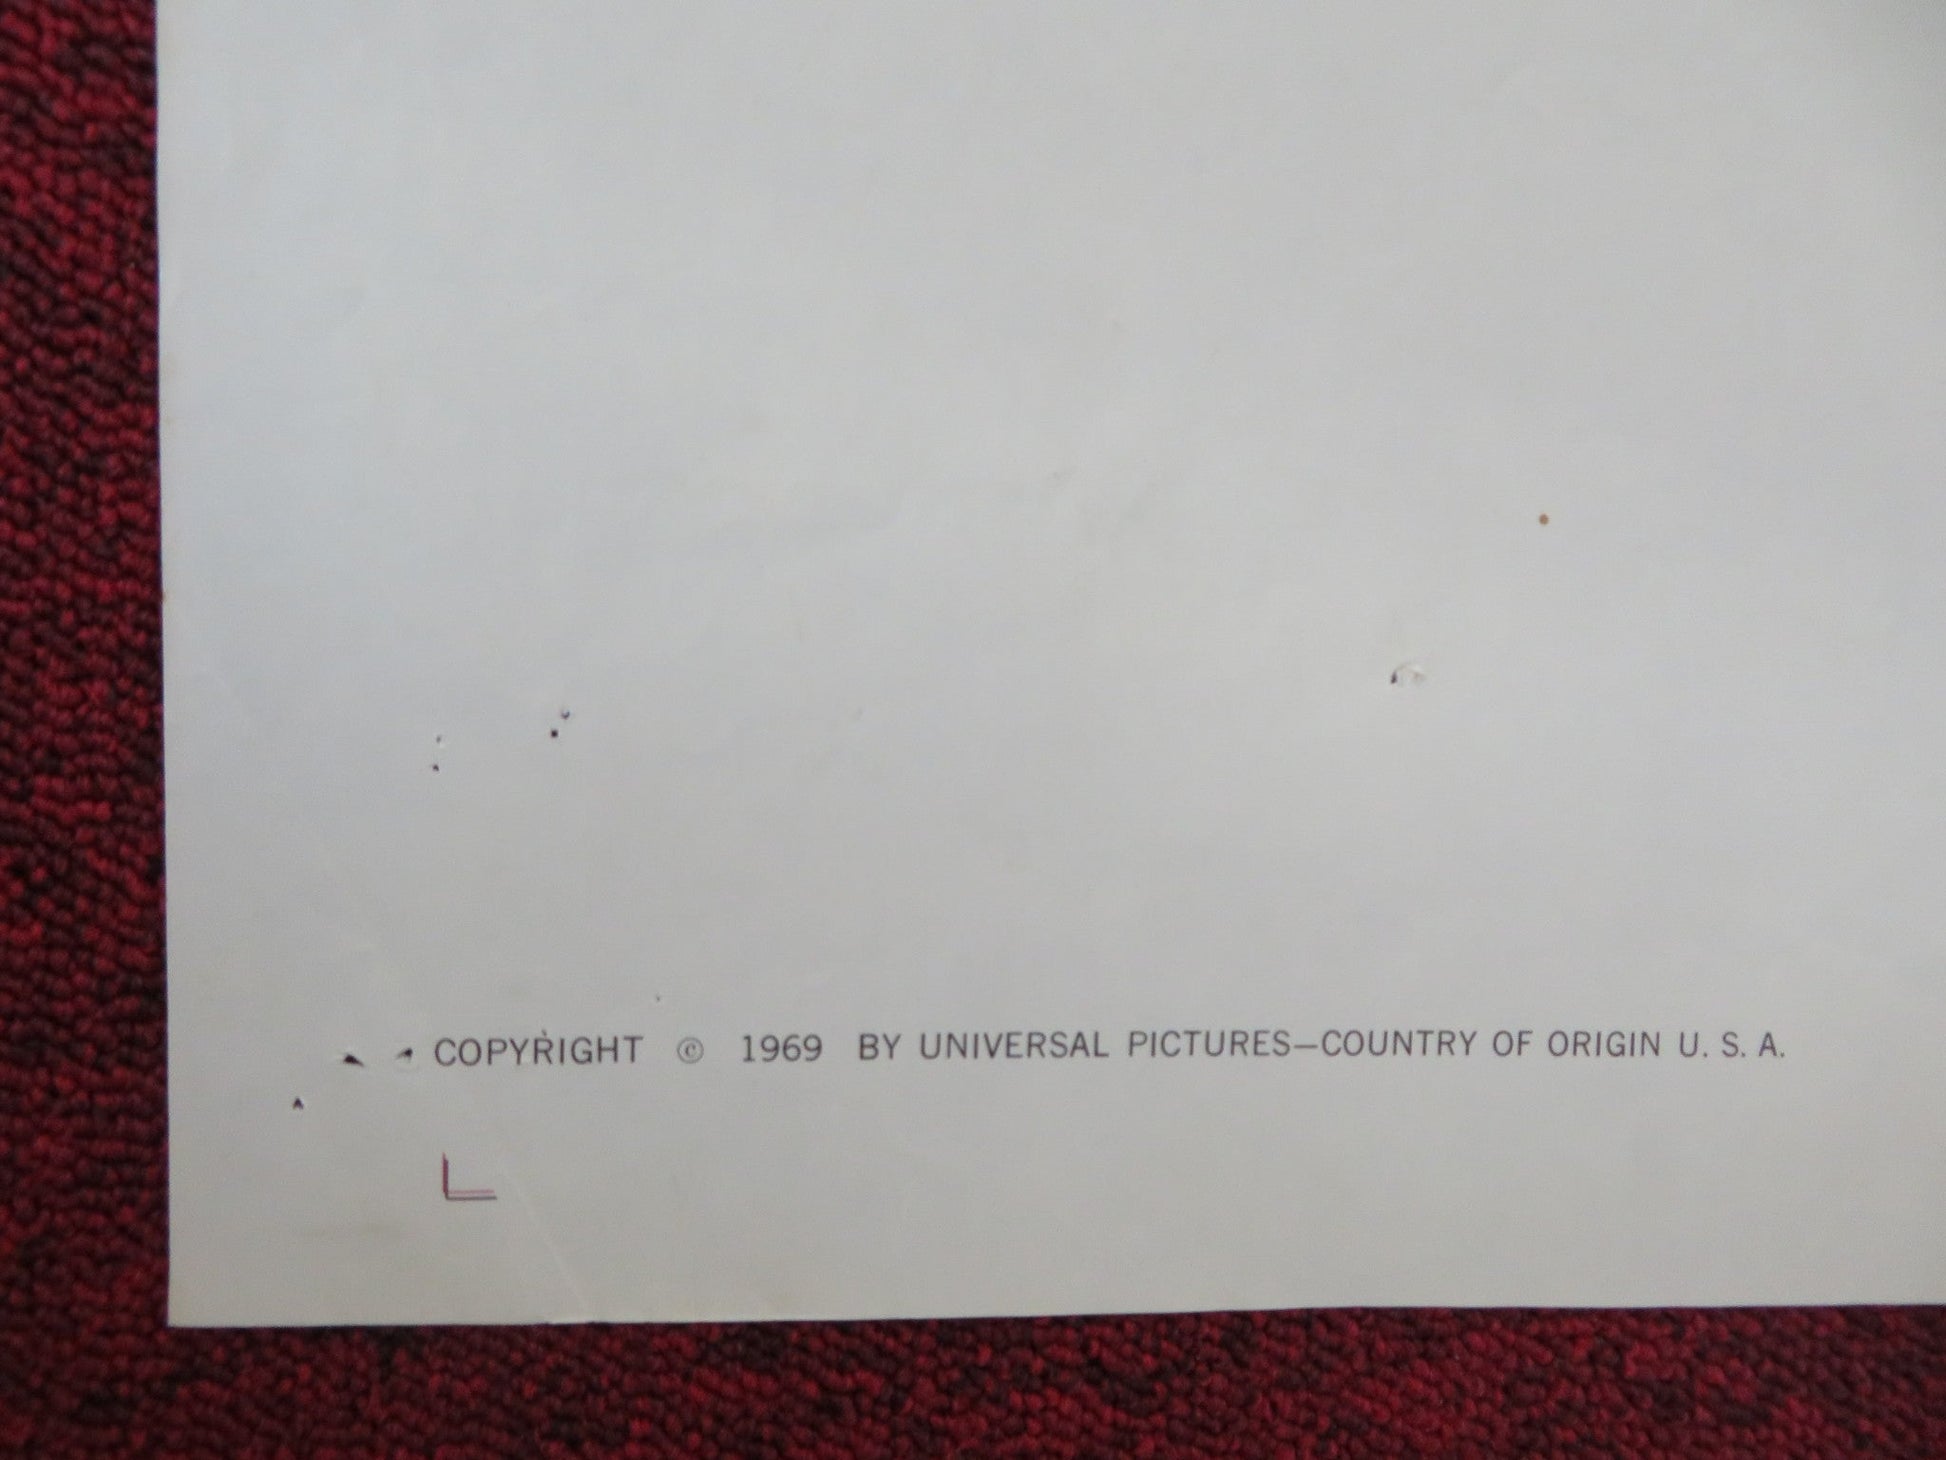 COPYRIGHT © 1969 BY UNIVERSAL PICTURES—COUNTRY OF ORIGIN U. S. A.